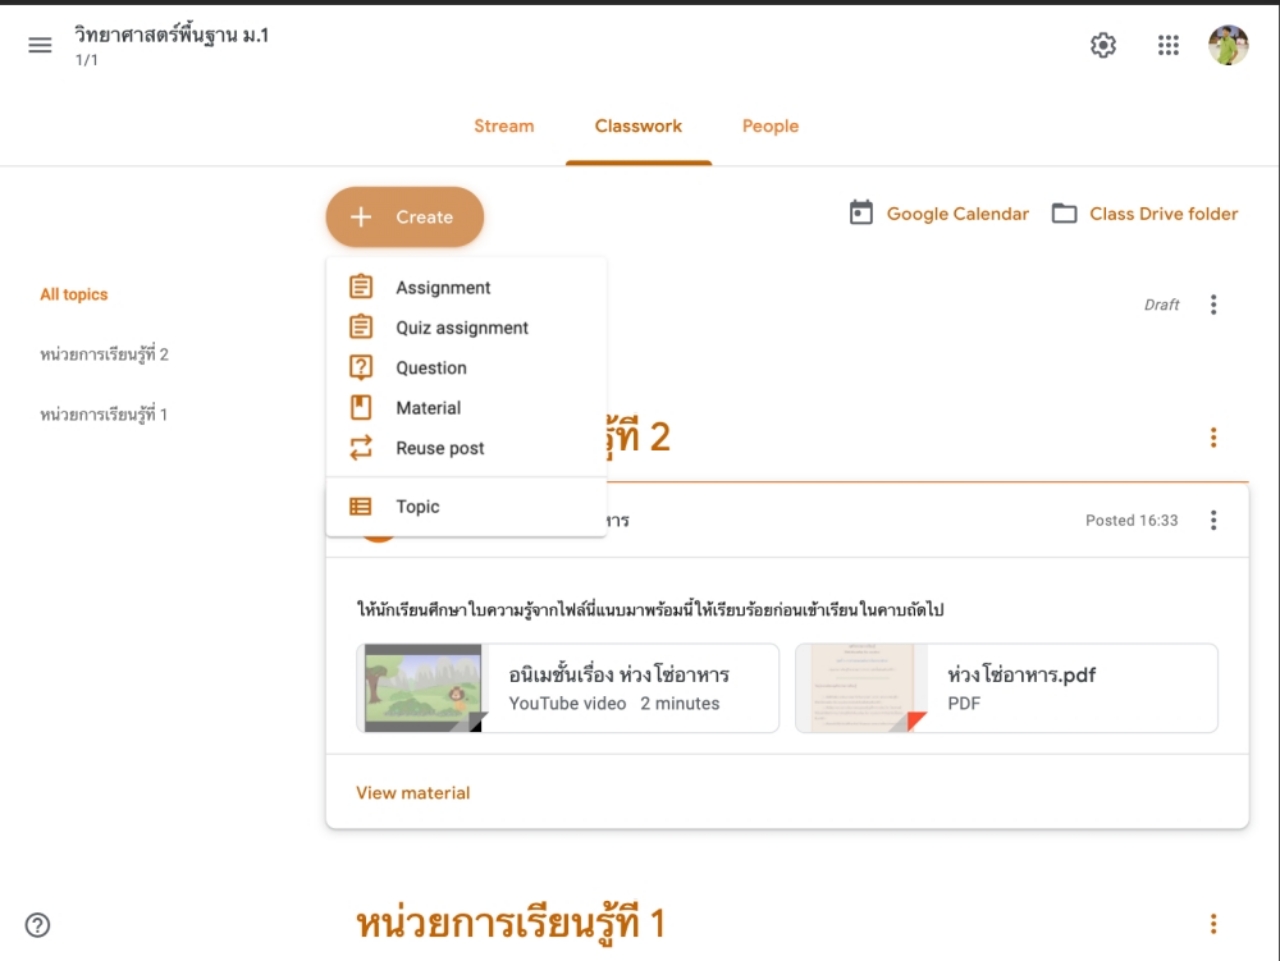 วิทยาศาสตร์พื้นฐาน ม.1
1/1
Stream
Classwork
People
Create
Google Calendar
Class Drive folder
All topics
หน่วยการเรียนรู้ที่ 2
หน่วยการเรียนรู้ที่ 1
Assignment
Quiz assignment
Question
Material
Reuse post
Topic
Draft
รู้ที่ 2
หาร
Posted 16:33
ให้นักเรียนศึกษาใบความรู้จากไฟล์นี่แนบมาพร้อมนี้ให้เรียบร้อยก่อนเข้าเรียนในคาบถัดไป
อนิเมชั้นเรื่อง ห่วงโซ่อาหาร
YouTube video 2 minutes
ห่วงโซ่อาหาร.pdf
PDF
View material
หน่วยการเรียนรู้ที่ 1